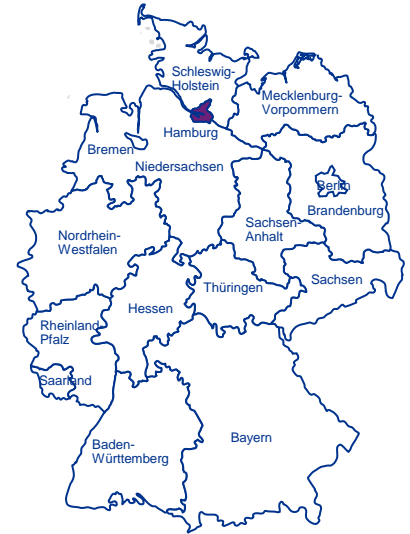 Schleswig-
Holstein
Mecklenburg-
Vorpommern
Hamburg
Bremen
Niedersachsen
Berlin
Brandenburg
Sachsen-
Anhalt
Nordrhein-
Westfalen
Sachsen
Thüringen
Hessen
Rheinland
Pfalz
Saarland
Baden-
Württemberg
Bayern